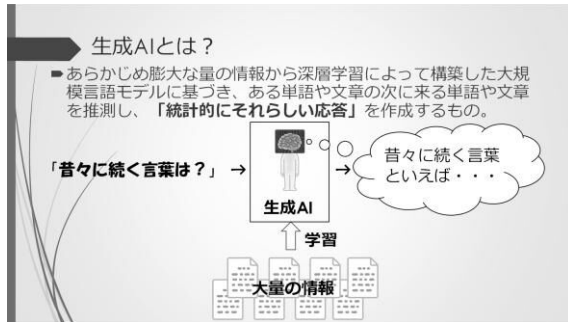 生成AIとは?
あらかじめ膨大な量の情報から深層学習によって構築した大規
模言語モデルに基づき、ある単語や文章の次に来る単語や文章
を推測し、「統計的にそれらしい応答」を作成するもの。
「昔々に続く言葉は?」 →
生成AI
→
昔々に続く言葉
といえば・・・
学習
大量の情報